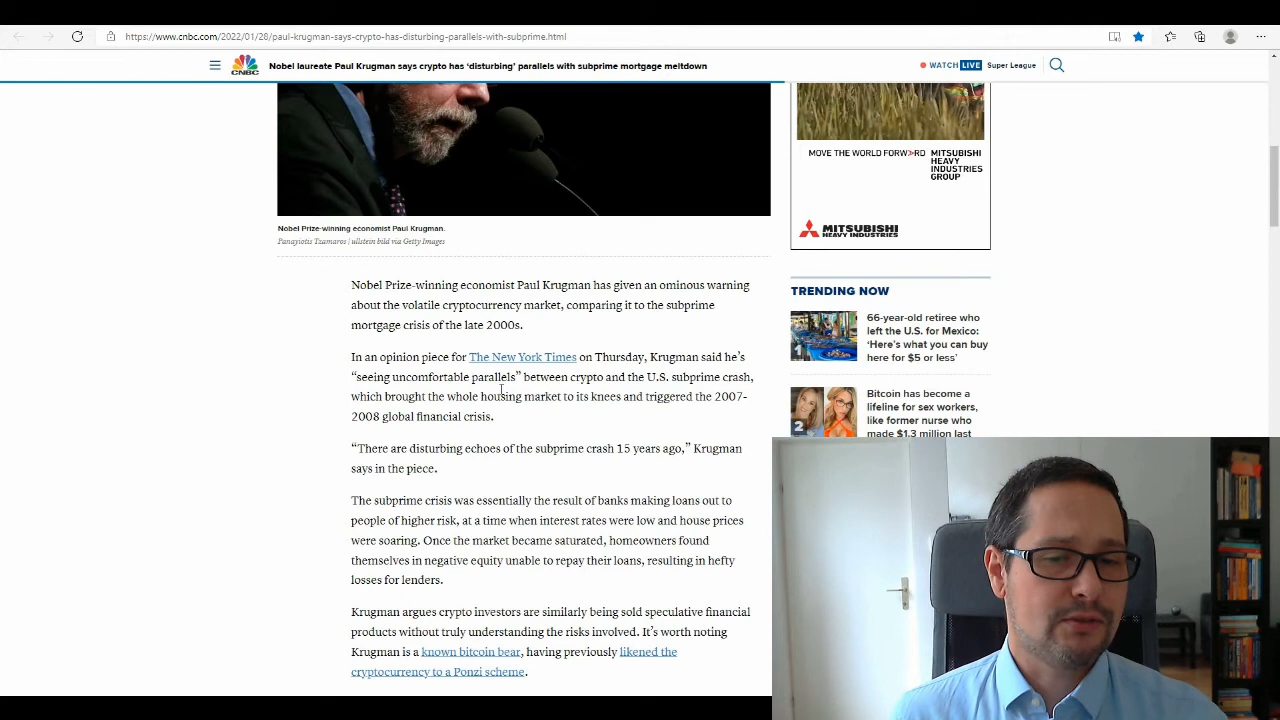 https://www.cnbc.com/2022/01/28/paul-krugman-says-crypto-has-disturbing-parallels-with-subprime.html
CNBC
Nobel laureate Paul Krugman says crypto has ‘disturbing’ parallels with subprime mortgage meltdown
WATCH LIVE Super League
Nobel Prize-winning economist Paul Krugman.
Panayiotis Tzamaros | ullstein bild via Getty Images
Nobel Prize-winning economist Paul Krugman has given an ominous warning
about the volatile cryptocurrency market, comparing it to the subprime
mortgage crisis of the late 2000s.
In an opinion piece for The New York Times on Thursday, Krugman said he’s
“seeing uncomfortable parallels” between crypto and the U.S. subprime crash,
which brought the whole housing market to its knees and triggered the 2007-
2008 global financial crisis.
“There are disturbing echoes of the subprime crash 15 years ago,” Krugman
says in the piece.
The subprime crisis was essentially the result of banks making loans out to
people of higher risk, at a time when interest rates were low and house prices
were soaring. Once the market became saturated, homeowners found
themselves in negative equity unable to repay their loans, resulting in hefty
losses for lenders.
Krugman argues crypto investors are similarly being sold speculative financial
products without truly understanding the risks involved. It’s worth noting
Krugman is a known bitcoin bear, having previously likened the
cryptocurrency to a Ponzi scheme.
MOVE THE WORLD FORW>RD
MITSUBISHI
HEAVY
INDUSTRIES
GROUP
MITSUBISHI
HEAVY INDUSTRIES
TRENDING NOW
1
66-year-old retiree who
left the U.S. for Mexico:
‘Here’s what you can buy
here for $5 or less’
2
Bitcoin has become a
lifeline for sex workers,
like former nurse who
made $1.3 million last